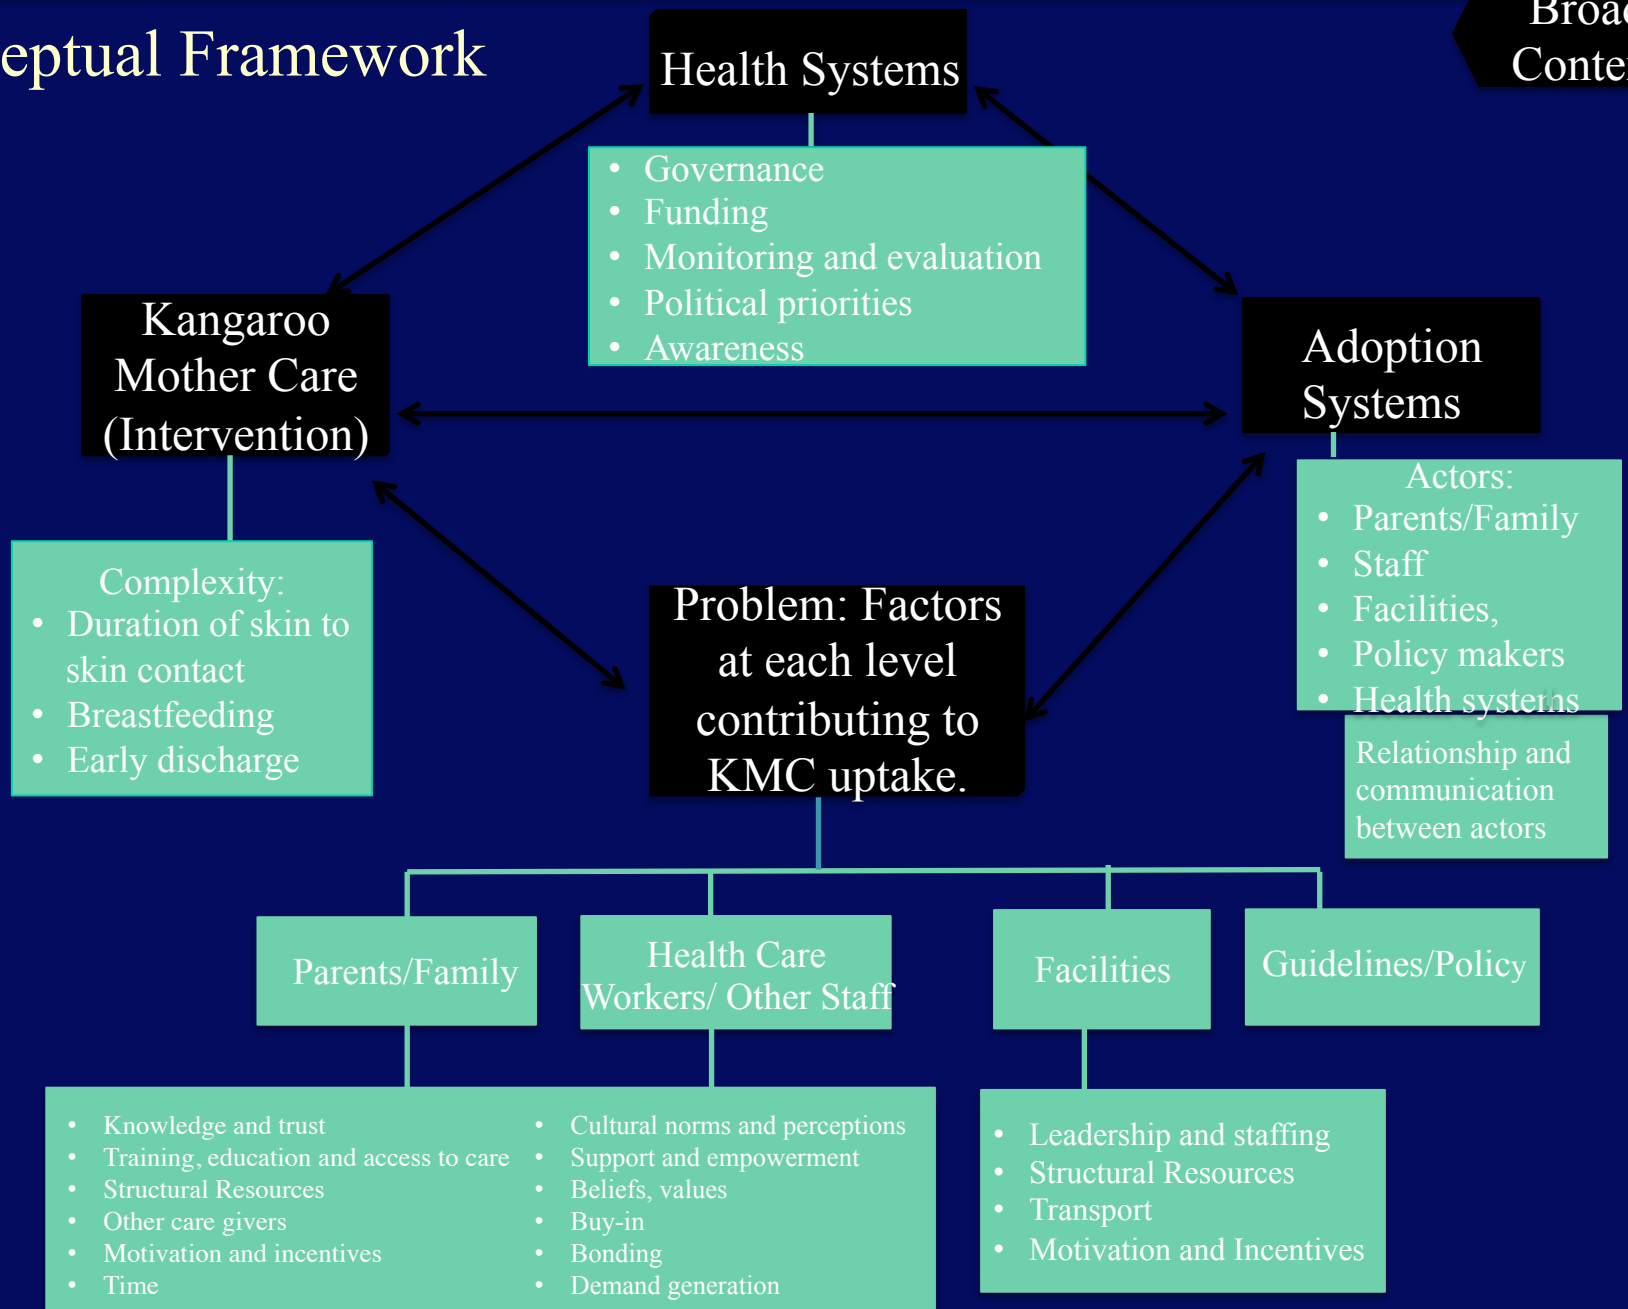 eptual Framework
Health Systems
• Governance
• Funding
• Monitoring and evaluation
• Political priorities
• Awareness
Kangaroo
Mother Care
(Intervention)
Complexity:
• Duration of skin to
skin contact
• Breastfeeding
• Early discharge
Adoption
Systems
Actors:
• Parents/Family
• Staff
• Facilities,
• Policy makers
• Health systems
Relationship and
communication
between actors
Problem: Factors
at each level
contributing to
KMC uptake.
Parents/Family
Health Care
Workers/ Other Staff
Facilities
Guidelines/Policy
• Knowledge and trust
• Training, education and access to care
• Structural Resources
• Other care givers
• Motivation and incentives
• Time
• Cultural norms and perceptions
• Support and empowerment
• Beliefs, values
• Buy-in
• Bonding
• Demand generation
• Leadership and staffing
• Structural Resources
• Transport
• Motivation and Incentives